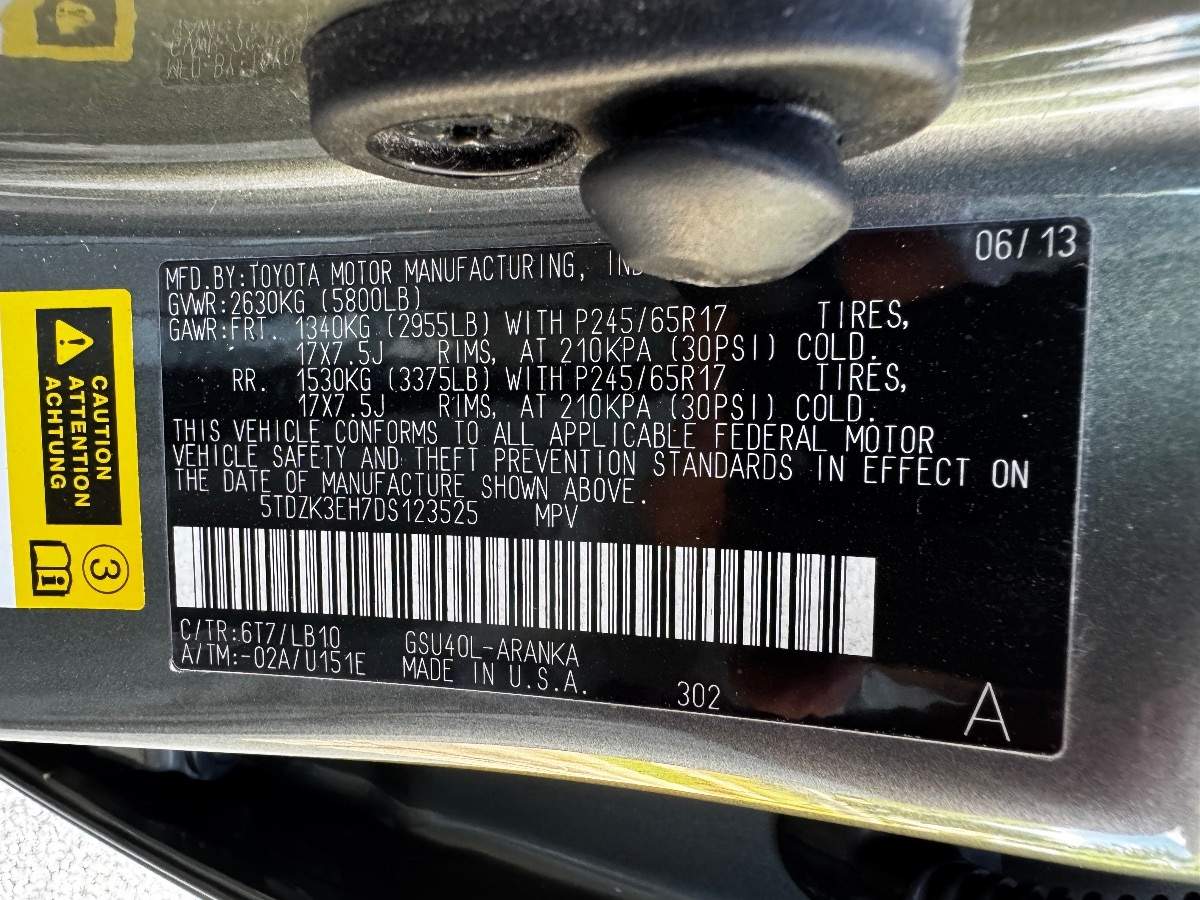 06/13
MFD.BY:TOYOTA MOTOR MANUFACTURING,
GVWR:2630KG (5800LB)
GAWR:FRT. 1340KG (2955LB) WITH P245/65R17 TIRES,
17X7.5J RIMS, AT 210KPA (30PSI) COLD.
RR. 1530KG (3375LB) WITH P245/65R17 TIRES,
17X7.5J RIMS, AT 210KPA (30PSI) COLD.
THIS VEHICLE CONFORMS TO ALL APPLICABLE FEDERAL MOTOR
VEHICLE SAFETY AND THEFT PREVENTION STANDARDS IN EFFECT ON
THE DATE OF MANUFACTURE SHOWN ABOVE.
5TDZK3EH7DS123525 MPV
C/TR:6T7/LB10 GSU40L-ARANKA
A/TM:-02A/U151E MADE IN U.S.A.
302
A
CAUTION
ATTENTION
ACHTUNG
3